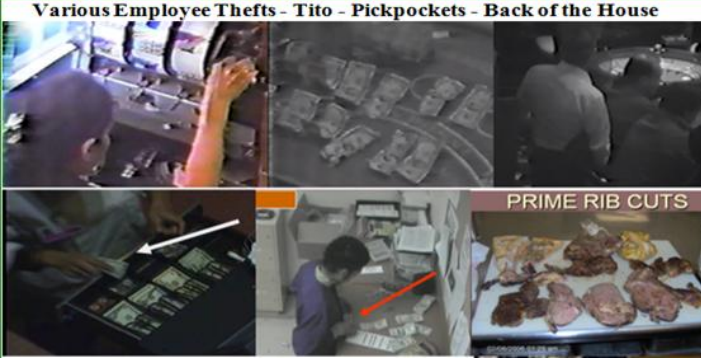 Various Employee Thefts - Tito - Pickpockets - Back of the House
PRIME RIB CUTS